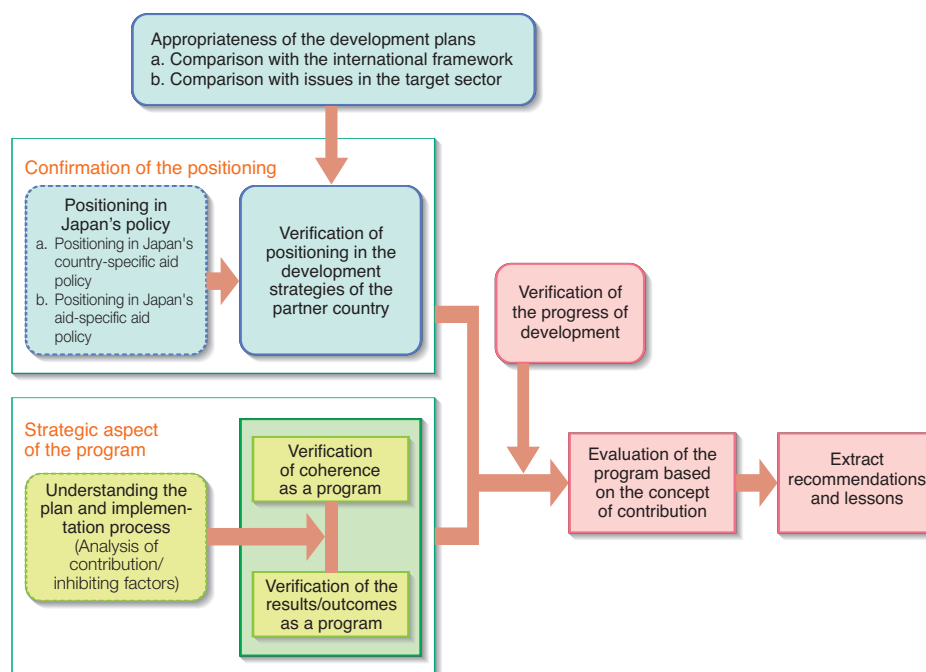 Appropriateness of the development plans
a. Comparison with the international framework
b. Comparison with issues in the target sector
Confirmation of the positioning
Positioning in
Japan's policy
a. Positioning in Japan's
country-specific aid
policy
b. Positioning in Japan's
aid-specific aid
policy
Verification of
positioning in the
development
strategies of the
partner country
Verification of
the progress of
development
Strategic aspect
of the program
Understanding the
plan and implemen-
tation process
(Analysis of
contribution/
inhibiting factors)
Verification
of coherence
as a program
Verification of the
results/outcomes
as a program
Evaluation of the
program based
on the concept
of contribution
Extract
recommendations
and lessons